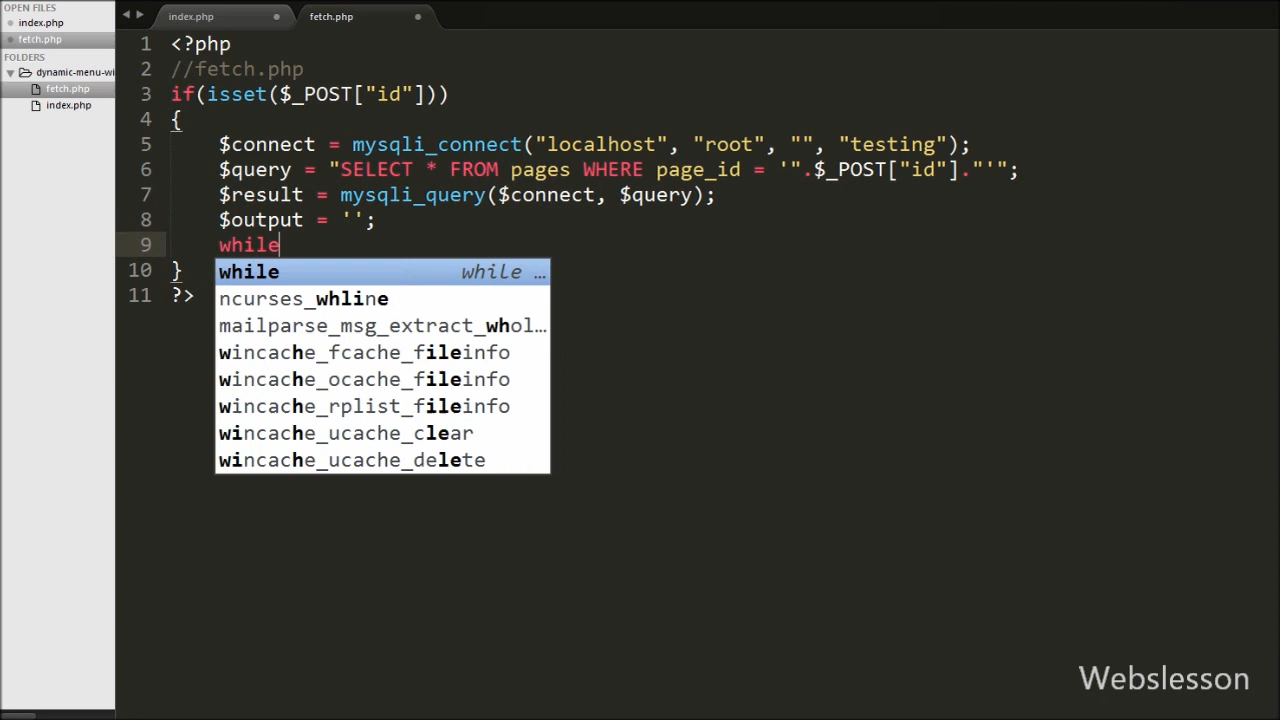 OPEN FILES
index.php
fetch.php
FOLDERS
dynamic-menu-wi
fetch.php
index.php
index.php
fetch.php
1 <?php
2 //fetch.php
3 if(isset($_POST["id"]))
4 {
5 $connect = mysqli_connect("localhost", "root", "", "testing");
6 $query = "SELECT * FROM pages WHERE page_id = '".$_POST["id"]."'";
7 $result = mysqli_query($connect, $query);
8 $output = '';
9 while
while while …
ncurses_whline
mailparse_msg_extract_whol…
wincache_fcache_fileinfo
wincache_ocache_fileinfo
wincache_rplist_fileinfo
wincache_ucache_clear
wincache_ucache_delete
10 }
11 ?>
Webslesson